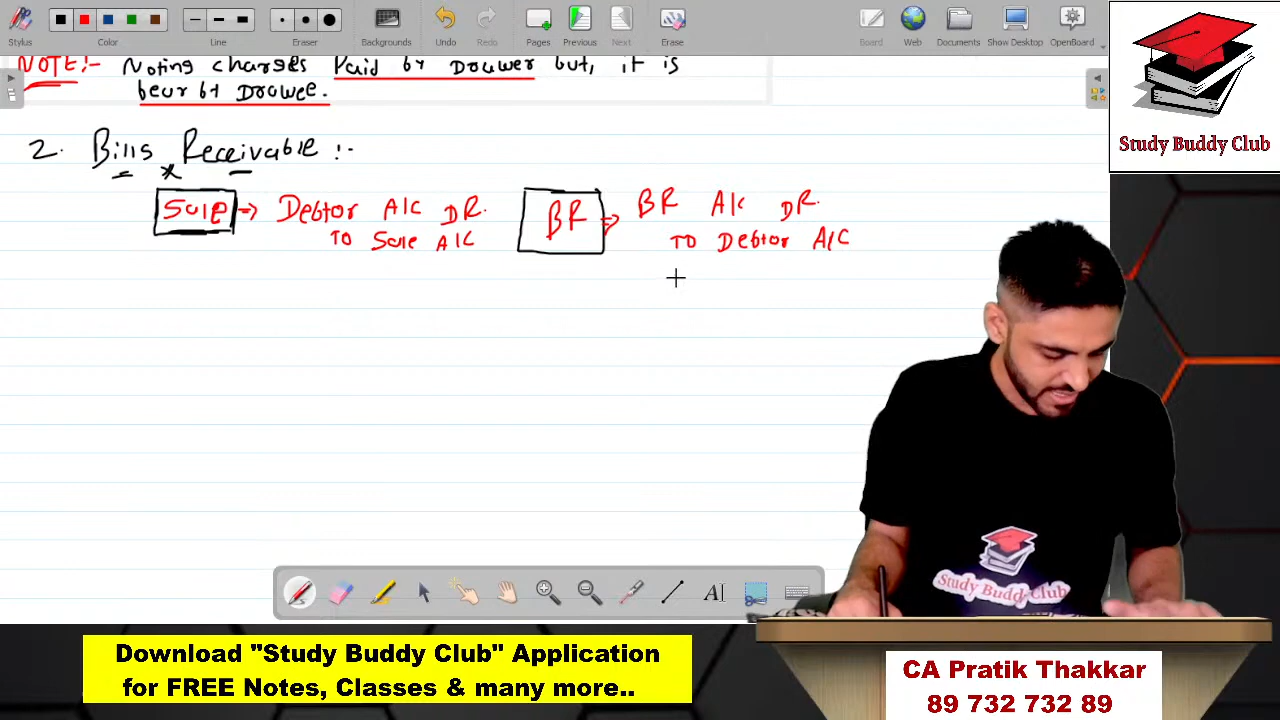 Stylus
Color
Line
Eraser
Backgrounds
Undo
Redo
Pages
Previous
Next
Erase
Board
Web
Documents
Show Desktop
OpenBoard
NOTE:- Noting charges Paid by Drawer but, it is
bear by Drawee.
2. Bills Receivable :-
Sale => Debtor A/C DR.
To Sale A/C
BR => BR A/C DR.
To Debtor A/C
Study Buddy Club
Study Buddy Club
Download "Study Buddy Club" Application
for FREE Notes, Classes & many more..
CA Pratik Thakkar
89 732 732 89